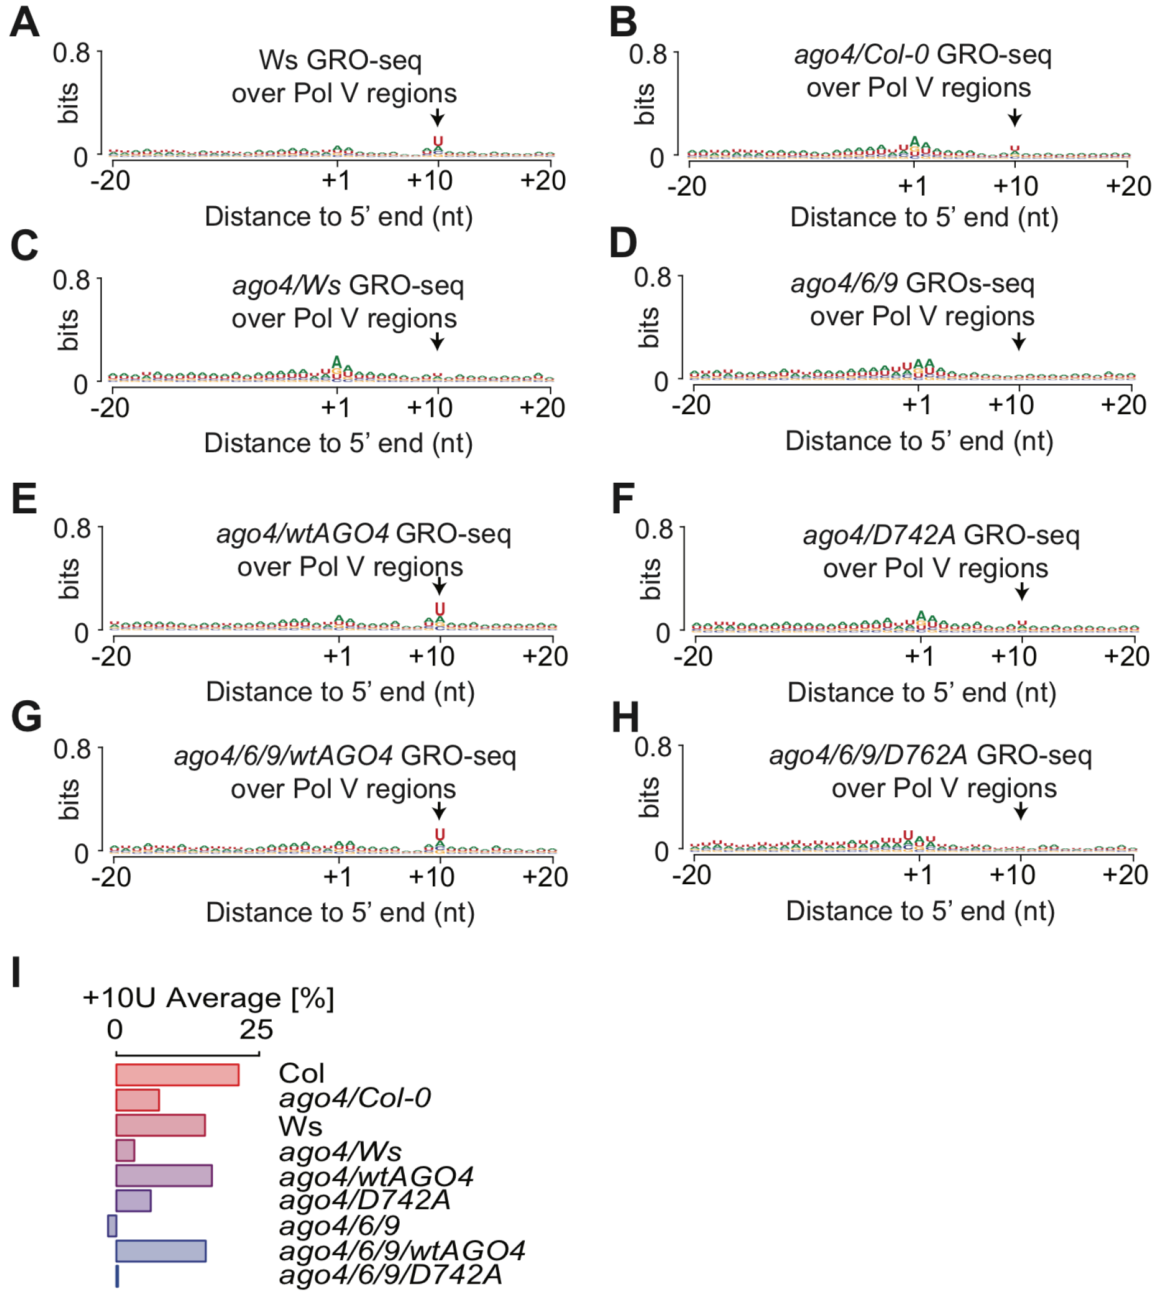 A
0.8
bits
0
Ws GRO-seq
over Pol V regions
U
-20 +1 +10 +20
Distance to 5’ end (nt)
B
0.8
bits
0
ago4/Col-0 GRO-seq
over Pol V regions
A
-20 +1 +10 +20
Distance to 5’ end (nt)
C
0.8
bits
0
ago4/Ws GRO-seq
over Pol V regions
A
-20 +1 +10 +20
Distance to 5’ end (nt)
D
0.8
bits
0
ago4/6/9 GROs-seq
over Pol V regions
-20 +1 +10 +20
Distance to 5’ end (nt)
E
0.8
bits
0
ago4/wtAGO4 GRO-seq
over Pol V regions
U
-20 +1 +10 +20
Distance to 5’ end (nt)
F
0.8
bits
0
ago4/D742A GRO-seq
over Pol V regions
A
-20 +1 +10 +20
Distance to 5’ end (nt)
G
0.8
bits
0
ago4/6/9/wtAGO4 GRO-seq
over Pol V regions
U
-20 +1 +10 +20
Distance to 5’ end (nt)
H
0.8
bits
0
ago4/6/9/D762A GRO-seq
over Pol V regions
U
-20 +1 +10 +20
Distance to 5’ end (nt)
I
+10U Average [%]
0 25
Col
ago4/Col-0
Ws
ago4/Ws
ago4/wtAGO4
ago4/D742A
ago4/6/9
ago4/6/9/wtAGO4
ago4/6/9/D742A